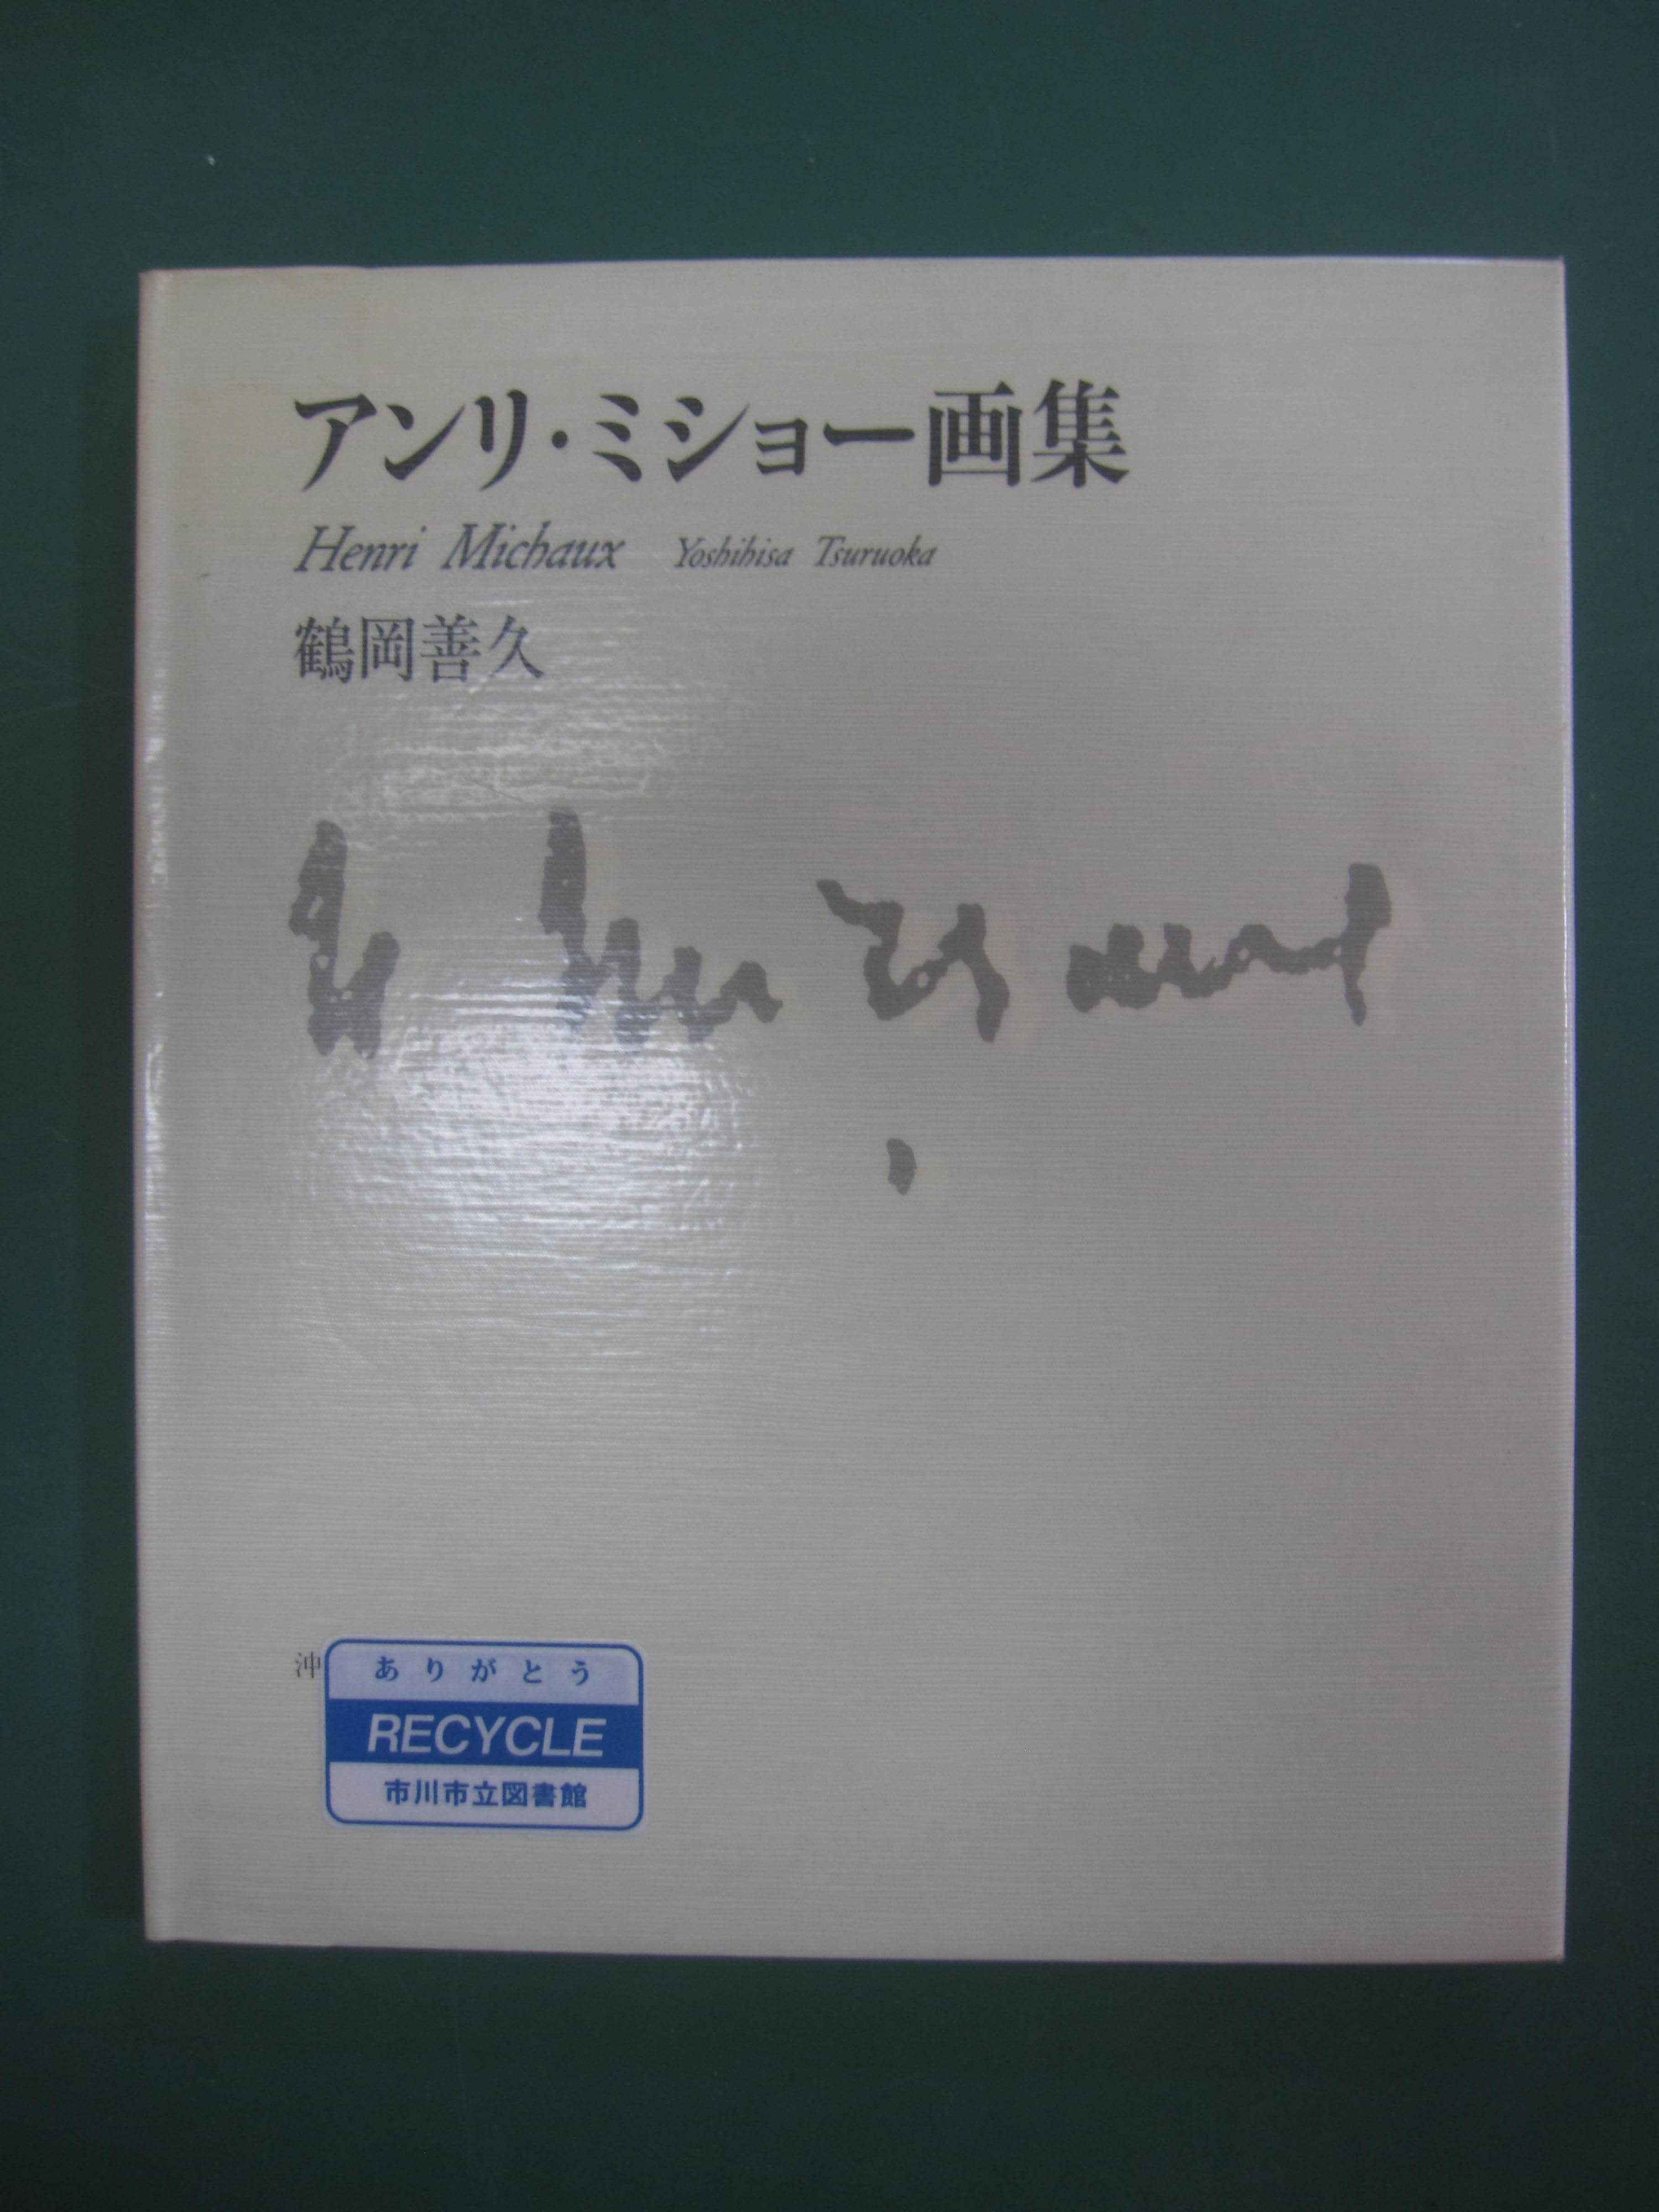 アンリ・ミショー画集
Henri Michaux Yoshihisa Tsuruoka
鶴岡善久
沖
ありがとう
RECYCLE
市川市立図書館